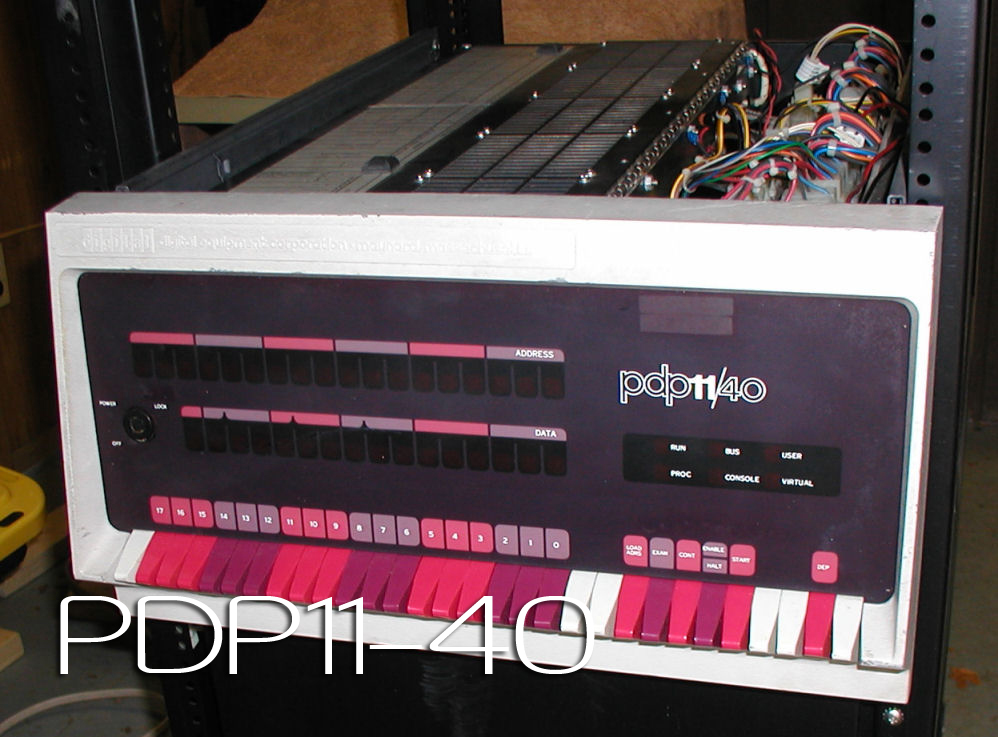 digital digital equipment corporation · maynard, massachusetts
ADDRESS
pdp11/40
POWER LOCK
OFF
DATA
RUN BUS USER
PROC CONSOLE VIRTUAL
17 16 15 14 13 12 11 10 9 8 7 6 5 4 3 2 1 0
LOAD ADRS EXAM CONT ENABLE HALT START DEP
PDP11-40